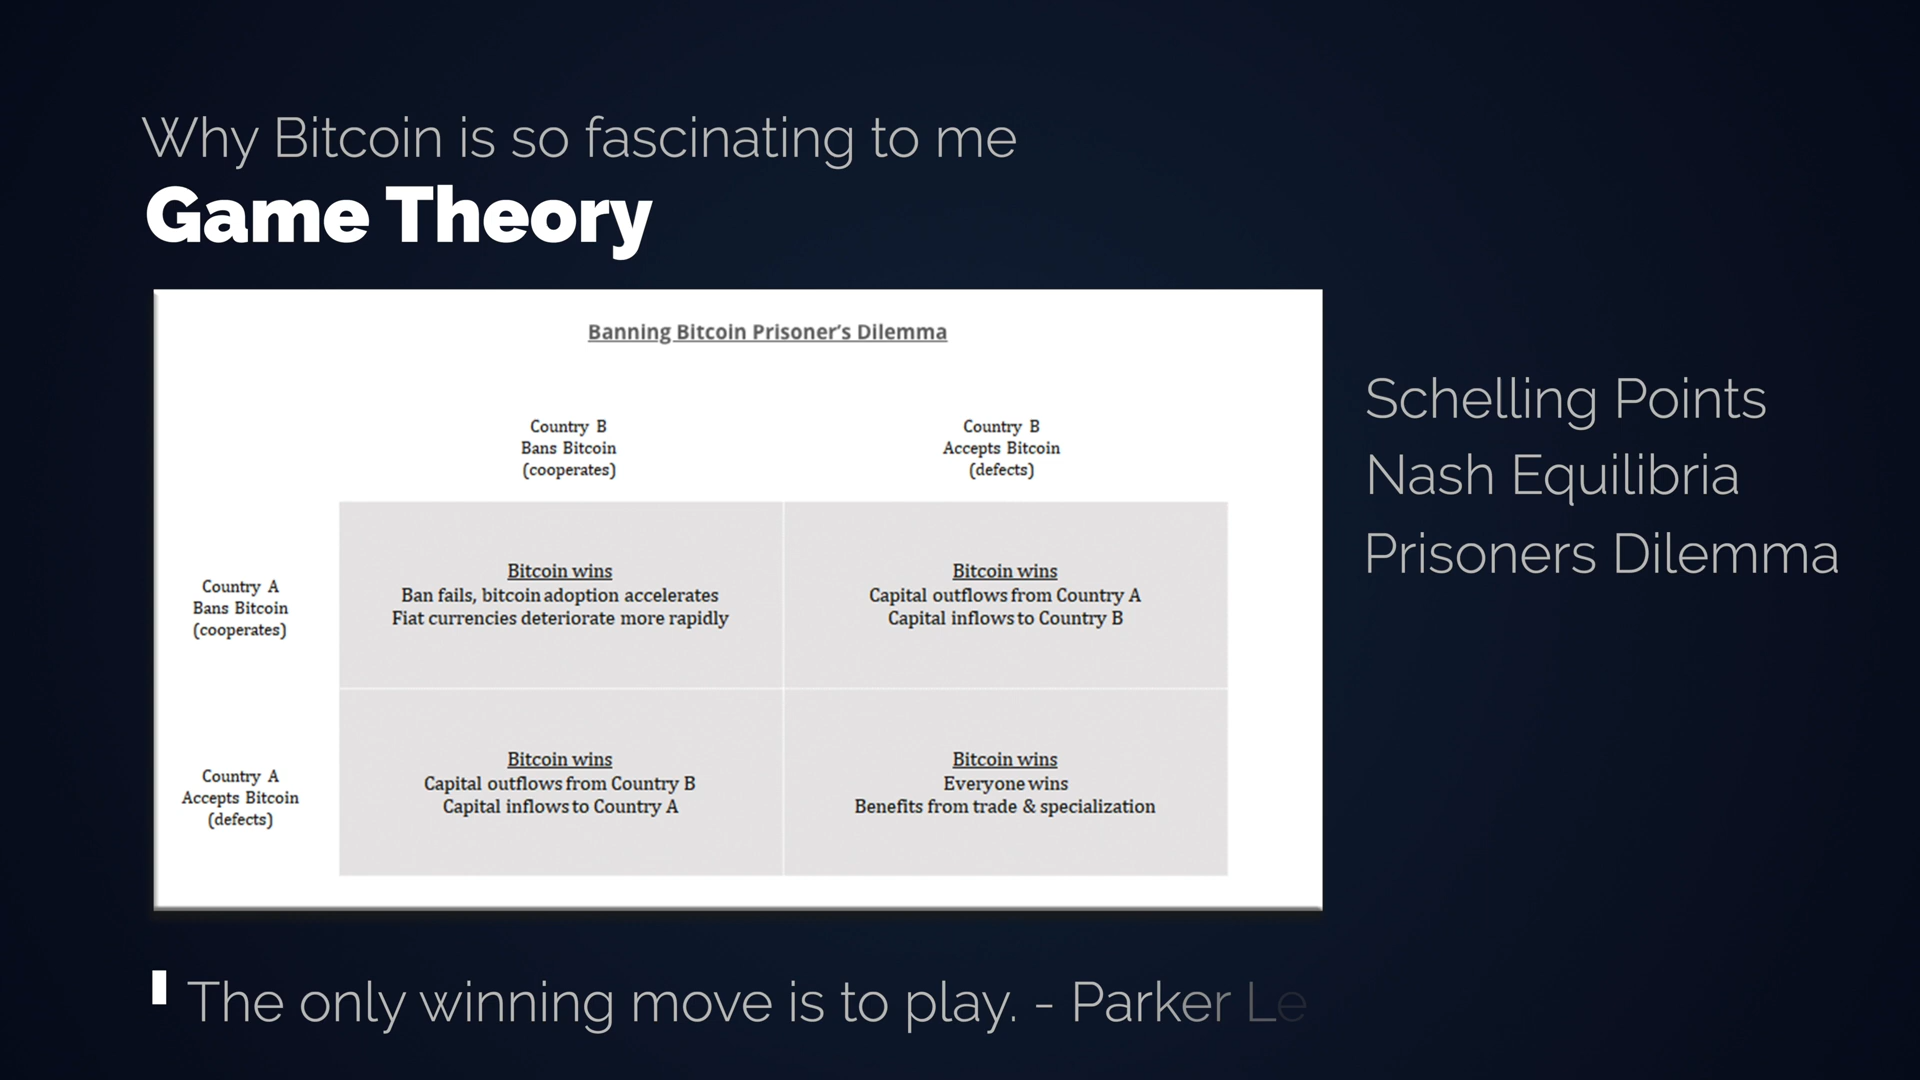 Why Bitcoin is so fascinating to me
Game Theory
Banning Bitcoin Prisoner's Dilemma
Country B
Bans Bitcoin
(cooperates)
Country B
Accepts Bitcoin
(defects)
Country A
Bans Bitcoin
(cooperates)
Bitcoin wins
Ban fails, bitcoin adoption accelerates
Fiat currencies deteriorate more rapidly
Bitcoin wins
Capital outflows from Country A
Capital inflows to Country B
Country A
Accepts Bitcoin
(defects)
Bitcoin wins
Capital outflows from Country B
Capital inflows to Country A
Bitcoin wins
Everyone wins
Benefits from trade & specialization
Schelling Points
Nash Equilibria
Prisoners Dilemma
The only winning move is to play. - Parker Le